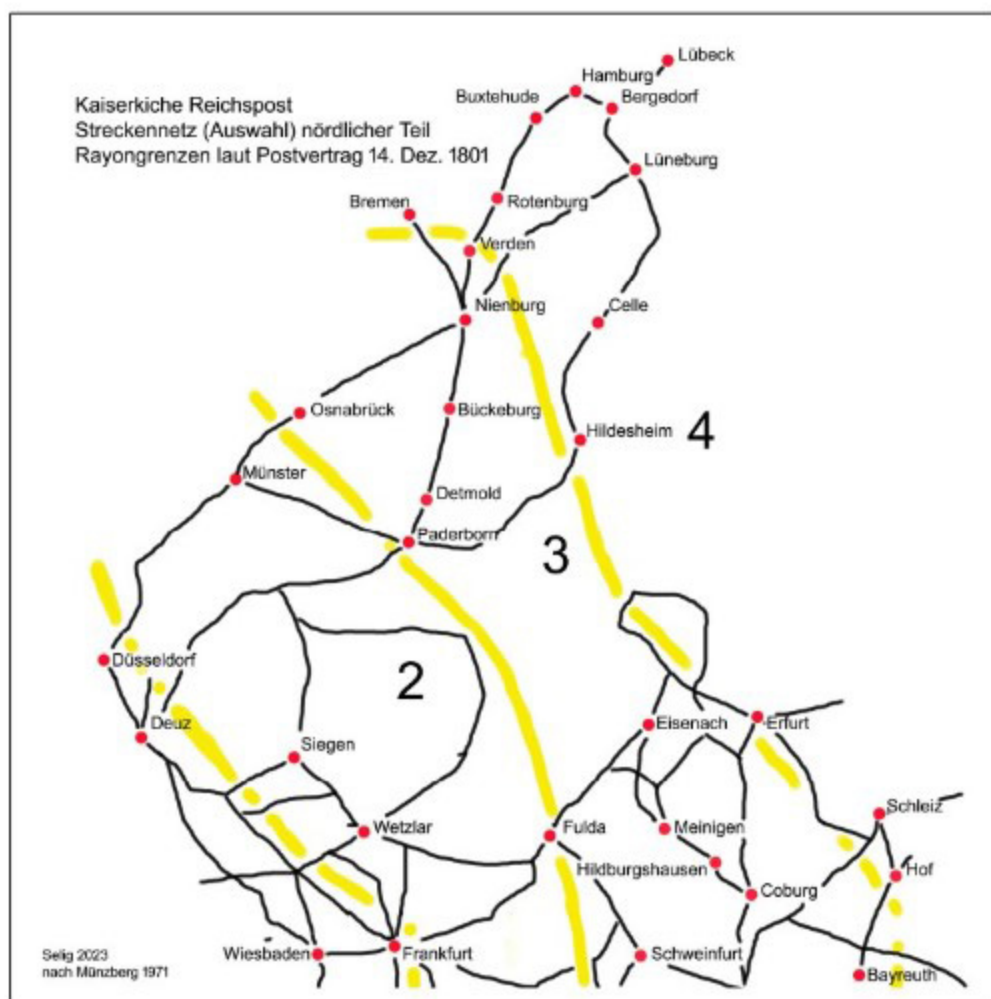 Lübeck
Hamburg
Bergedorf
Buxtehude
Kaiserkiche Reichspost
Streckennetz (Auswahl) nördlicher Teil
Rayongrenzen laut Postvertrag 14. Dez. 1801
Lüneburg
Bremen
Rotenburg
Verden
Nienburg
Celle
Osnabrück
Bückeburg
Hildesheim
4
Münster
Detmold
Paderborn
3
Düsseldorf
2
Deuz
Siegen
Eisenach
Erfurt
Schleiz
Wetzlar
Fulda
Meinigen
Hildburgshausen
Hof
Coburg
Selig 2023
nach Münzberg 1971
Wiesbaden
Frankfurt
Schweinfurt
Bayreuth